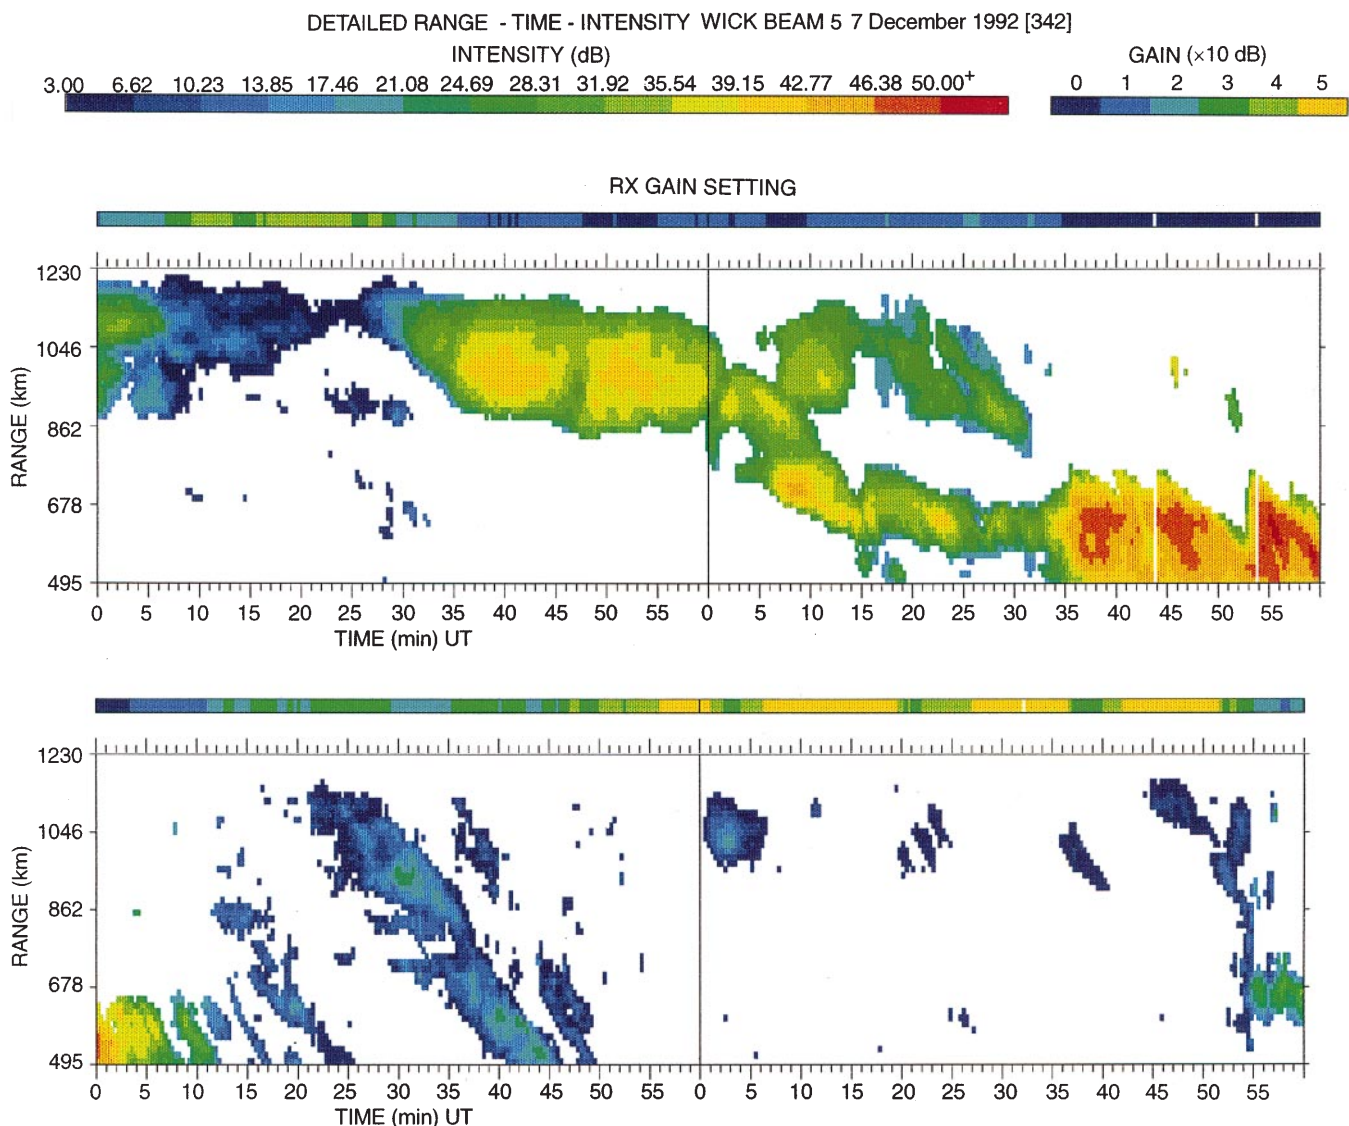 DETAILED RANGE - TIME - INTENSITY WICK BEAM 5 7 December 1992 [342]
INTENSITY (dB)
GAIN (×10 dB)
3.00 6.62 10.23 13.85 17.46 21.08 24.69 28.31 31.92 35.54 39.15 42.77 46.38 50.00+
0 1 2 3 4 5
RX GAIN SETTING
1230
1046
862
678
495
RANGE (km)
0 5 10 15 20 25 30 35 40 45 50 55 0 5 10 15 20 25 30 35 40 45 50 55
TIME (min) UT
1230
1046
862
678
495
RANGE (km)
0 5 10 15 20 25 30 35 40 45 50 55 0 5 10 15 20 25 30 35 40 45 50 55
TIME (min) UT